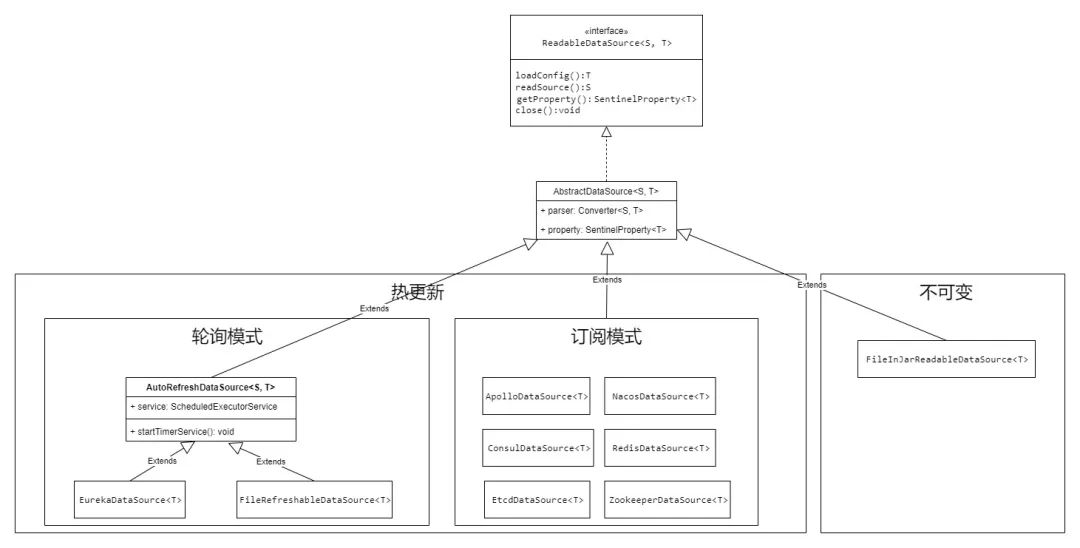 «interface»
ReadableDataSource<S, T>
loadConfig():T
readSource():S
getProperty():SentinelProperty<T>
close():void
AbstractDataSource<S, T>
+ parser: Converter<S, T>
+ property: SentinelProperty<T>
热更新
Extends
Extends
Extends
不可变
轮询模式
订阅模式
FileInJarReadableDataSource<T>
AutoRefreshDataSource<S, T>
+ service: ScheduledExecutorService
+ startTimerService(): void
Extends
Extends
EurekaDataSource<T>
FileRefreshableDataSource<T>
ApolloDataSource<T>
NacosDataSource<T>
ConsulDataSource<T>
RedisDataSource<T>
EtcdDataSource<T>
ZookeeperDataSource<T>